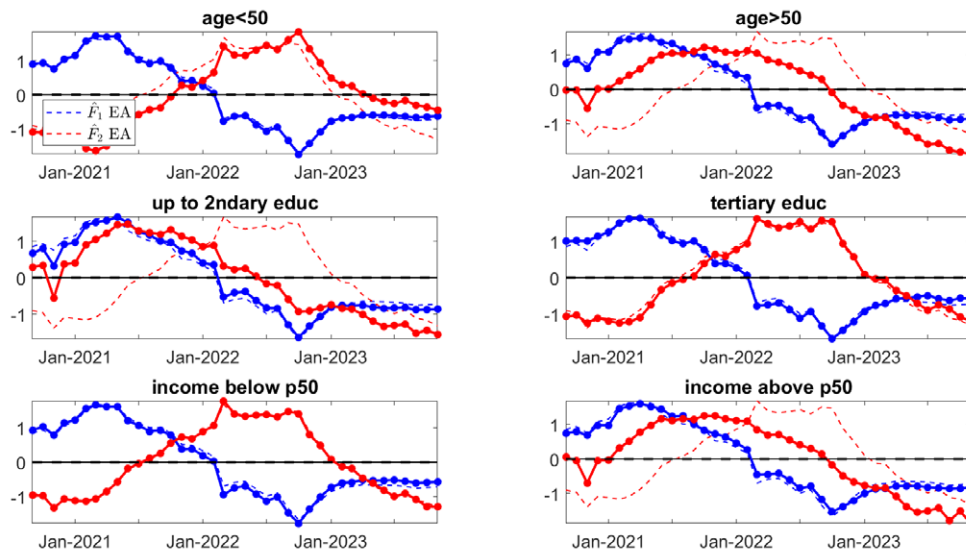 age<50
1
0
-1
F̂₁ EA
F̂₂ EA
Jan-2021 Jan-2022 Jan-2023
age>50
1
0
-1
Jan-2021 Jan-2022 Jan-2023
up to 2ndary educ
1
0
-1
Jan-2021 Jan-2022 Jan-2023
tertiary educ
1
0
-1
Jan-2021 Jan-2022 Jan-2023
income below p50
1
0
-1
Jan-2021 Jan-2022 Jan-2023
income above p50
1
0
-1
Jan-2021 Jan-2022 Jan-2023